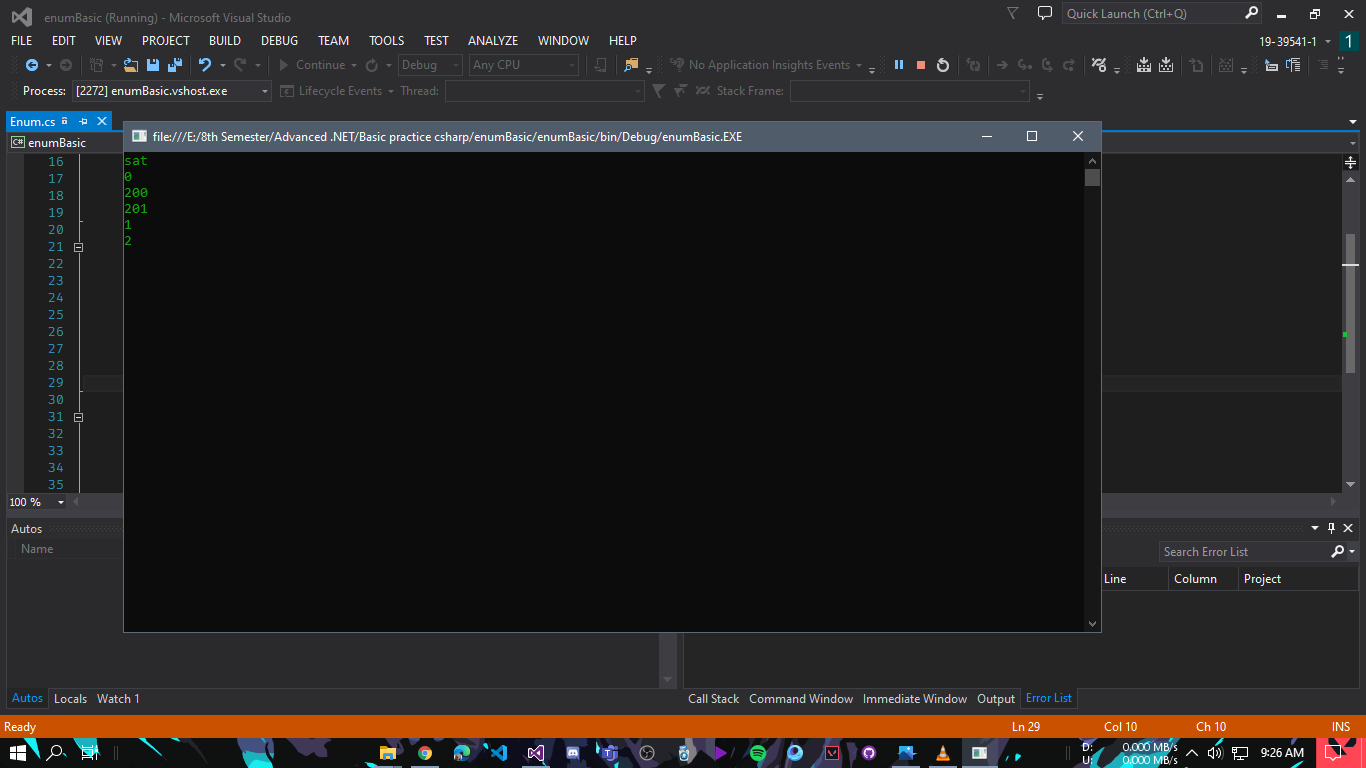 enumBasic (Running) - Microsoft Visual Studio
Quick Launch (Ctrl+Q)
FILE EDIT VIEW PROJECT BUILD DEBUG TEAM TOOLS TEST ANALYZE WINDOW HELP
19-39541-1 1
Continue Debug Any CPU No Application Insights Events
Process: [2272] enumBasic.vshost.exe Lifecycle Events Thread: Stack Frame:
Enum.cs
file:///E:/8th Semester/Advanced .NET/Basic practice csharp/enumBasic/enumBasic/bin/Debug/enumBasic.EXE
C# enumBasic
16
17
18
19
20
21
22
23
24
25
26
27
28
29
30
31
32
33
34
35
sat
0
200
201
1
2
100 %
Autos
Name
Search Error List
Line Column Project
Autos Locals Watch 1
Call Stack Command Window Immediate Window Output Error List
Ready Ln 29 Col 10 Ch 10 INS
D: 0.000 MB/s
U: 0.000 MB/s
9:26 AM